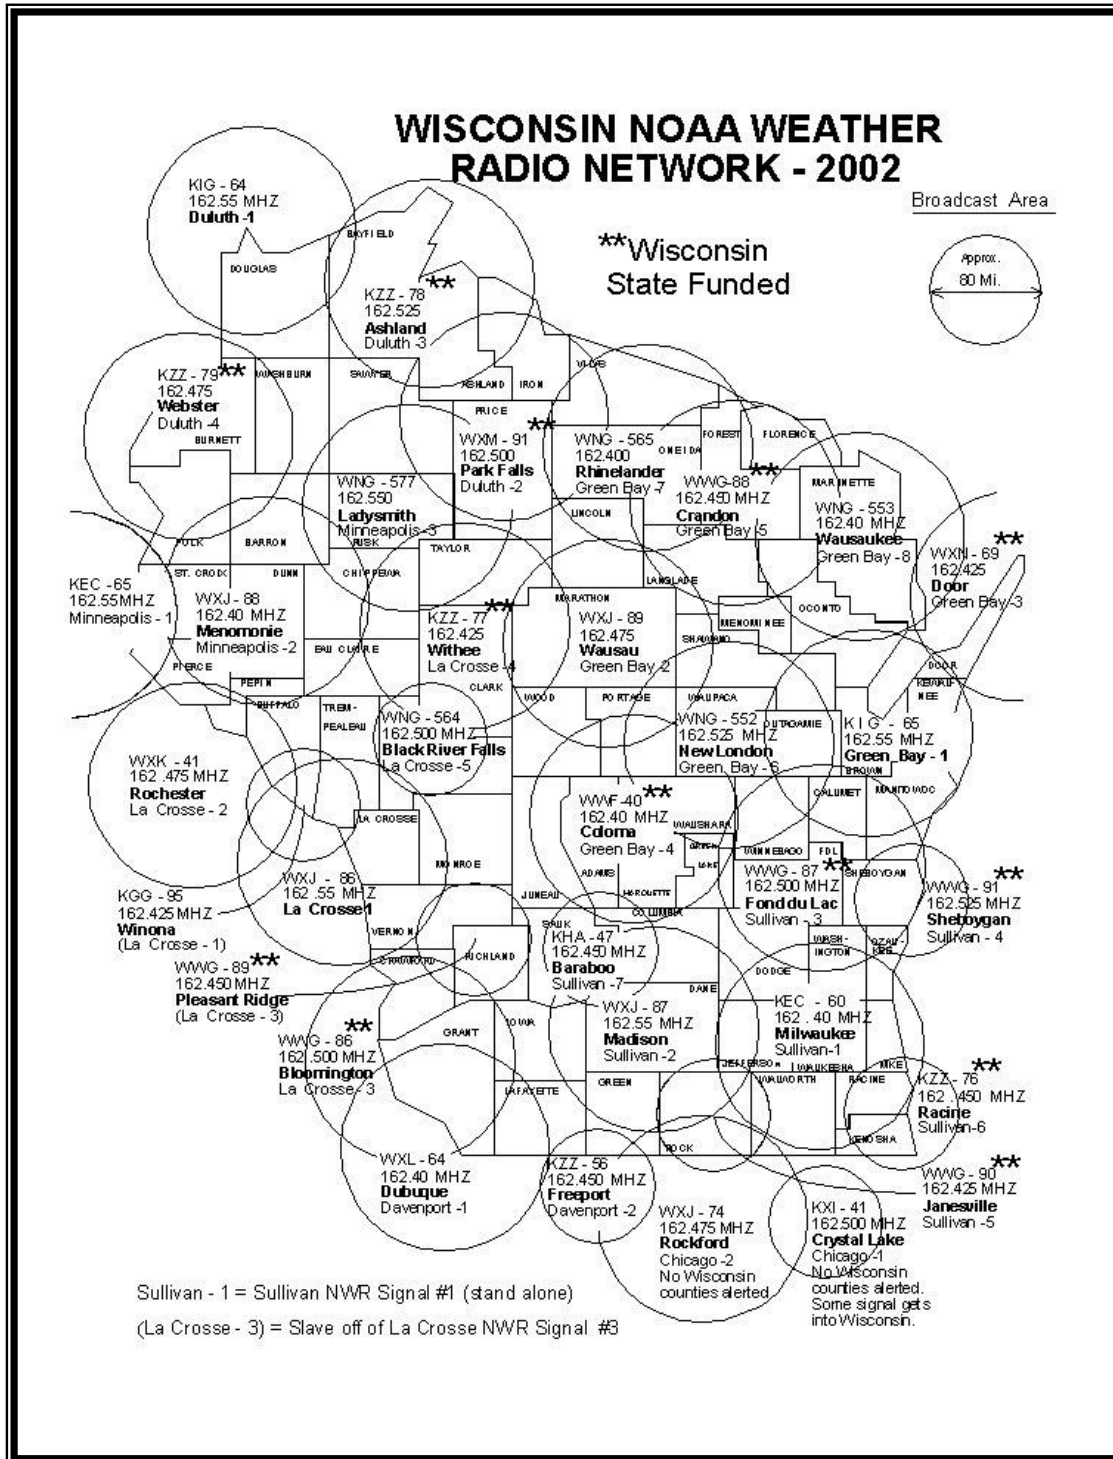 WISCONSIN NOAA WEATHER
RADIO NETWORK - 2002
Broadcast Area
Approx.
80 Mi.
**Wisconsin
State Funded
KIG - 64
162.55 MHZ
Duluth -1
BAYFIELD
DOUGLAS
**
KZZ - 78
162.525
Ashland
Duluth -3
**
KZZ - 79
162.475
Webster
Duluth -4
BURNETT
WASHBURN
SAWYER
ASHLAND
IRON
VILAS
PRICE
**
WXM - 91
162.500
Park Falls
Duluth -2
WNG - 565
162.400
Rhinelander
Green Bay -7
ONEIDA
FOREST
FLORENCE
**
WWG-88
162.450 MHZ
Crandon
Green Bay -5
MARINETTE
WNG - 553
162.40 MHZ
Wausaukee
Green Bay - 8
WNG - 577
162.550
Ladysmith
Minneapolis -3
RUSK
LINCOLN
**
WXN - 69
162.425
Door
Green Bay -3
POLK
BARRON
TAYLOR
ST. CROIX
DUNN
CHIPPEWA
LANGLADE
KEC - 65
162.55MHZ
Minneapolis - 1
WXJ - 88
162.40 MHZ
Menomonie
Minneapolis -2
**
KZZ - 77
162.425
Withee
La Crosse -4
MARATHON
WXJ - 89
162.475
Wausau
Green Bay -2
MENOMINEE
OCONTO
SHAWANO
PIERCE
PEPIN
EAU CLAIRE
CLARK
DOOR
KEWAU-
NEE
BUFFALO
TREM-
PEALEAU
WOOD
PORTAGE
WAUPACA
OUTAGAMIE
WNG - 564
162.500 MHZ
Black River Falls
La Crosse -5
WNG - 552
162.525 MHZ
New London
Green Bay - 6
KIG - 65
162.55 MHZ
Green Bay - 1
BROWN
WXK - 41
162 .475 MHZ
Rochester
La Crosse - 2
CALUMET
MANITOWOC
**
WWF-40
162.40 MHZ
Coloma
Green Bay - 4
WAUSHARA
GREEN
LAKE
WINNEBAGO
FDL
LA CROSSE
MONROE
JUNEAU
ADAMS
MARQUETTE
SHEBOYGAN
KGG - 95
162.425MHZ
Winona
(La Crosse - 1)
WXJ - 86
162 .55 MHZ
La Crosse1
**
WWG - 87
162.500 MHZ
Fond du Lac
Sullivan - 3
**
WWG - 91
162.525 MHZ
Sheboygan
Sullivan - 4
COLUMBIA
VERNON
SAUK
CRAWFORD
RICHLAND
KHA - 47
162.450 MHZ
Baraboo
Sullivan -7
WASH-
INGTON
OZAU-
KEE
DODGE
**
WWG - 89
162.450MHZ
Pleasant Ridge
(La Crosse - 3)
DANE
WXJ - 87
162.55 MHZ
Madison
Sullivan -2
KEC - 60
162 . 40 MHZ
Milwaukee
Sullivan-1
**
WWG - 86
162 .500 MHZ
Bloomington
La Crosse - 3
GRANT
IOWA
LAFAYETTE
GREEN
JEFFERSON
WAUKESHA
MKE
WALWORTH
RACINE
KENOSHA
ROCK
**
KZZ - 76
162 . 450 MHZ
Racine
Sullivan-6
WXL - 64
162.40 MHZ
Dubuque
Davenport -1
KZZ - 56
162.450 MHZ
Freeport
Davenport -2
WXJ - 74
162.475 MHZ
Rockford
Chicago -2
No Wisconsin
counties alerted
KXI - 41
162.500 MHZ
Crystal Lake
Chicago -1
No Wisconsin
counties alerted.
Some signal gets
into Wisconsin.
**
WWG - 90
162.425 MHZ
Janesville
Sullivan -5
Sullivan - 1 = Sullivan NWR Signal #1 (stand alone)
(La Crosse - 3) = Slave off of La Crosse NWR Signal #3